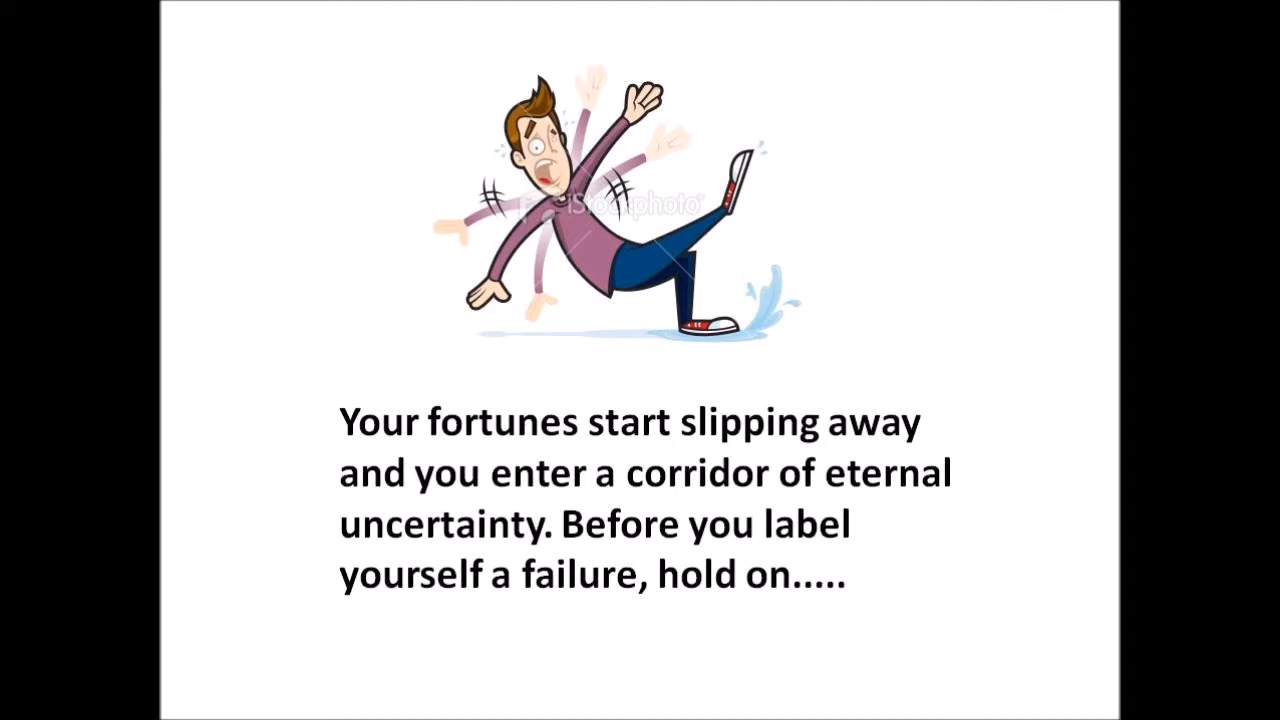 iStockphoto
Your fortunes start slipping away
and you enter a corridor of eternal
uncertainty. Before you label
yourself a failure, hold on.....